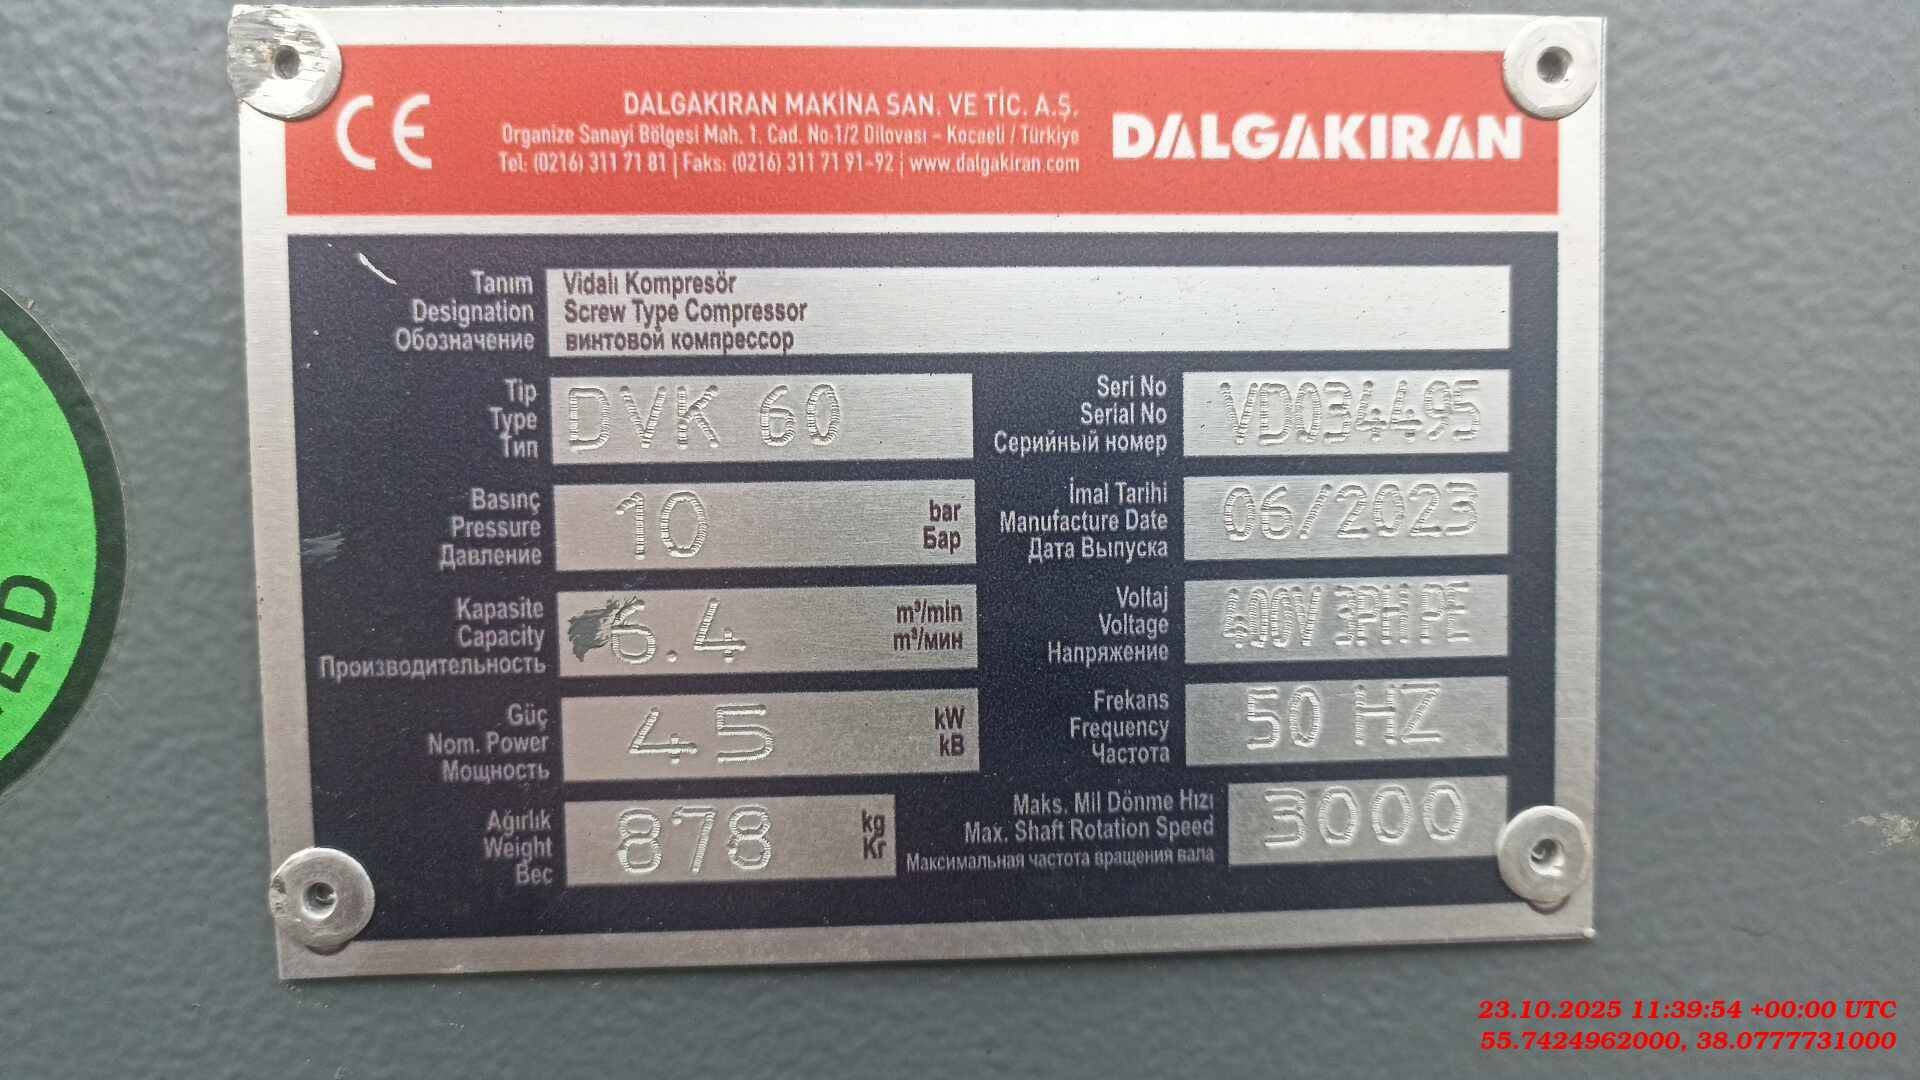 CE
DALGAKIRAN MAKİNA SAN. VE TİC. A.Ş.
Organize Sanayi Bölgesi Mah. 1. Cad. No.1/2 Dilovası - Kocaeli / Türkiye
Tel: (0216) 311 71 81 | Faks: (0216) 311 71 91-92 | www.dalgakiran.com
DALGAKIRAN
Tanım Vidalı Kompresör
Designation Screw Type Compressor
Обозначение винтовой компрессор
Tip
Type DVK 60
Тип
Seri No
Serial No VD034495
Серийный номер
Basınç bar
Pressure 10
Давление Бар
İmal Tarihi
Manufacture Date 06/2023
Дата Выпуска
Kapasite m³/min
Capacity 6.4
Производительность m³/мин
Voltaj
Voltage 400V 3PH PE
Напряжение
Güç kW
Nom. Power 45
Мощность kB
Frekans
Frequency 50 HZ
Частота
Ağırlık kg
Weight 878
Вес Кг
Maks. Mil Dönme Hızı
Max. Shaft Rotation Speed 3000
Максимальная частота вращения вала
23.10.2025 11:39:54 +00:00 UTC
55.7424962000, 38.0777731000